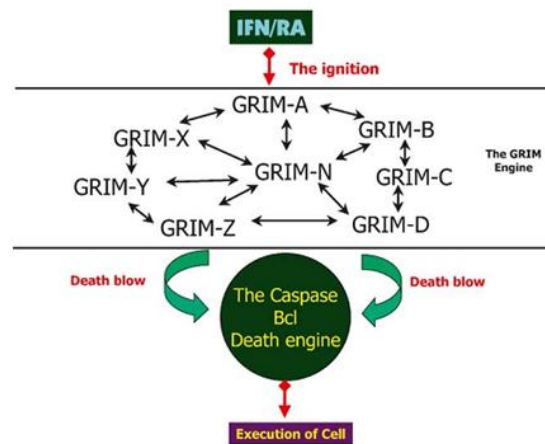 IFN/RA
The ignition
GRIM-A
GRIM-X
GRIM-B
The GRIM
Engine
GRIM-N
GRIM-C
GRIM-Y
GRIM-Z
GRIM-D
Death blow
Death blow
The Caspase
Bcl
Death engine
Execution of Cell